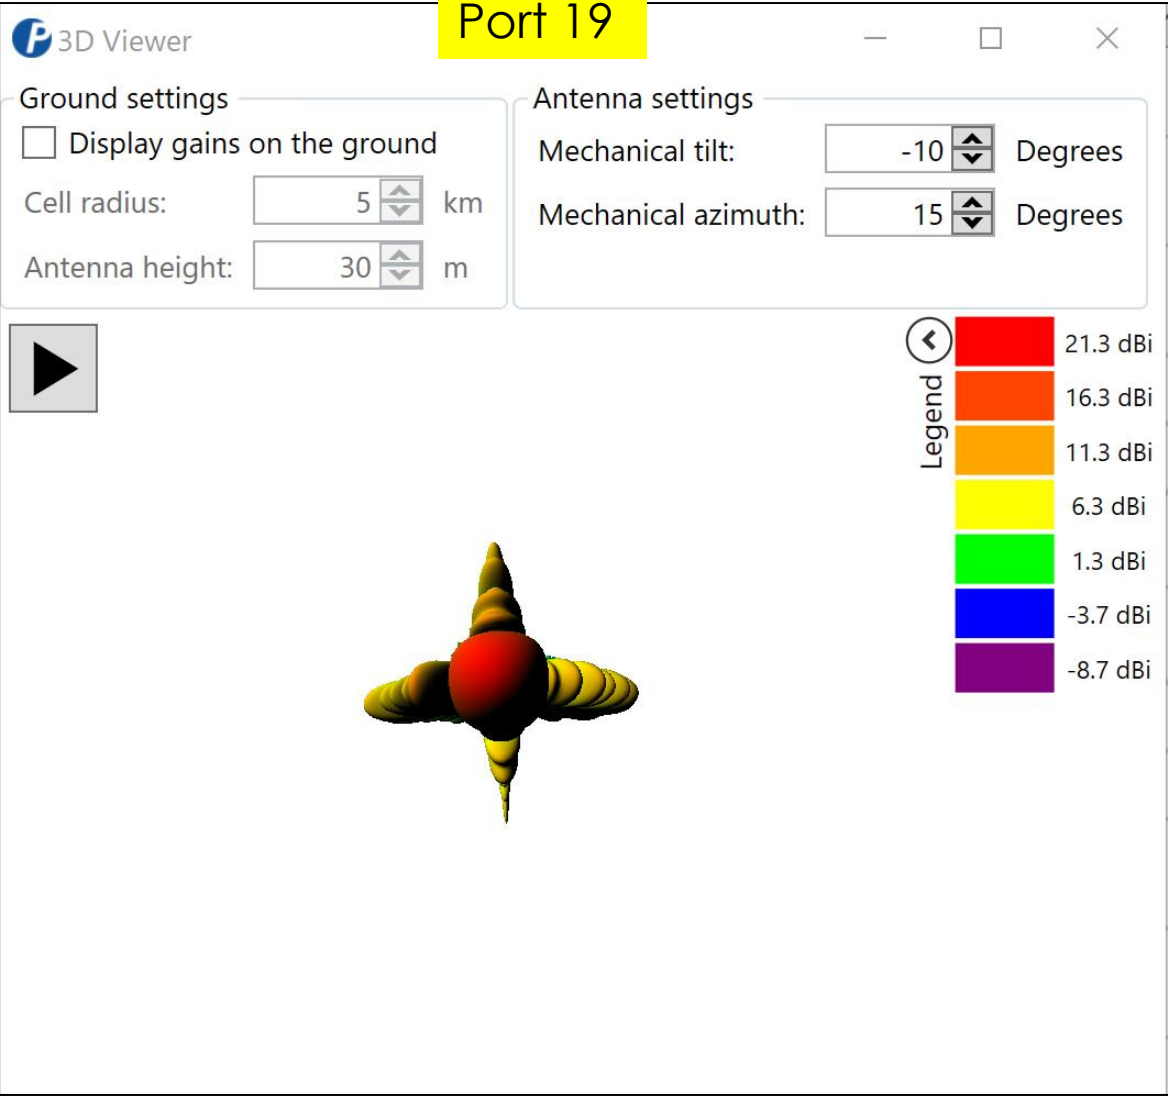 Port 19
3D Viewer
Ground settings
Display gains on the ground
Cell radius: 5 km
Antenna height: 30 m
Antenna settings
Mechanical tilt: -10 Degrees
Mechanical azimuth: 15 Degrees
Legend
21.3 dBi
16.3 dBi
11.3 dBi
6.3 dBi
1.3 dBi
-3.7 dBi
-8.7 dBi